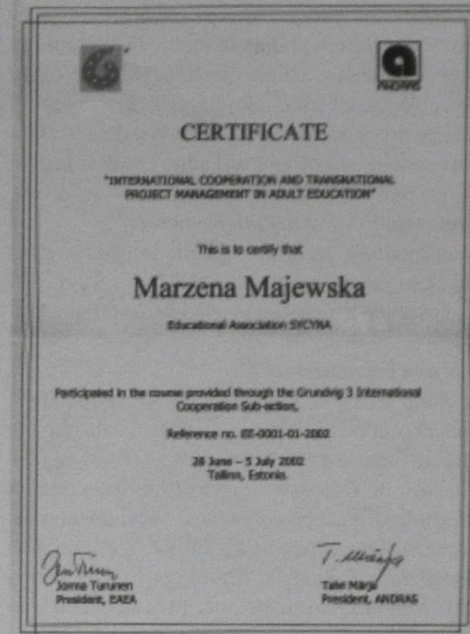 ANDRAS
CERTIFICATE
"INTERNATIONAL COOPERATION AND TRANSNATIONAL
PROJECT MANAGEMENT IN ADULT EDUCATION"
This is to certify that
Marzena Majewska
Educational Association SYCYNA
Participated in the course provided through the Grundtvig 3 International
Cooperation Sub-action,
Reference no. EE-0001-01-2002
28 June – 5 July 2002
Tallinn, Estonia.
Jorma Turunen
President, EAEA
Talvi Märja
President, ANDRAS